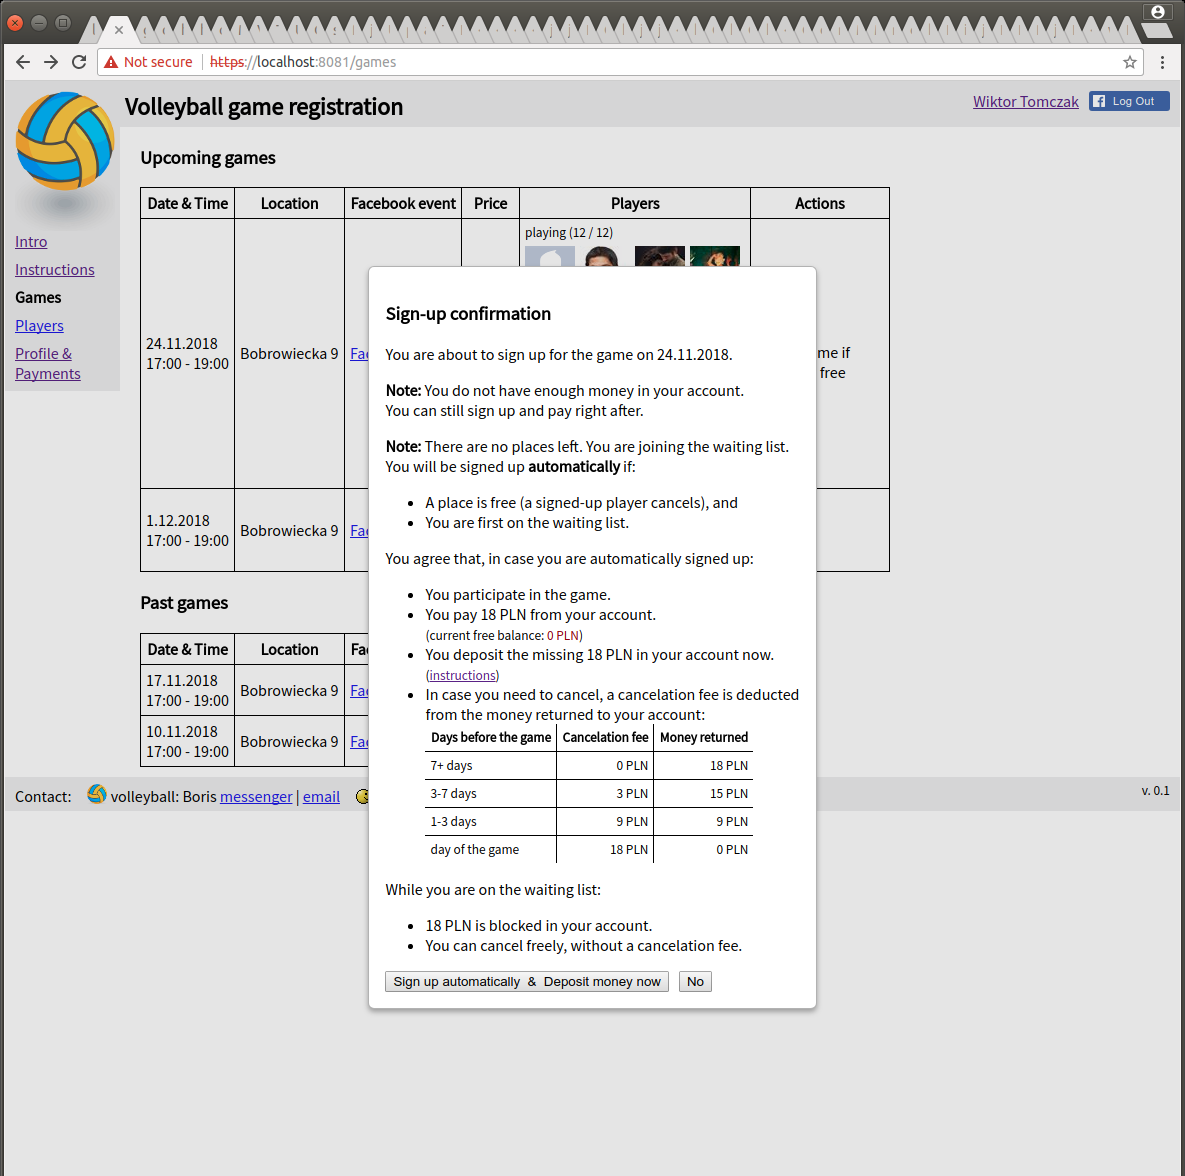 Not secure https://localhost:8081/games
Volleyball game registration
Wiktor Tomczak
Log Out
Intro
Instructions
Games
Players
Profile &
Payments
Upcoming games
Date & Time Location Facebook event Price Players Actions
playing (12 / 12)
24.11.2018
17:00 - 19:00
Bobrowiecka 9
me if
free
1.12.2018
17:00 - 19:00
Bobrowiecka 9
Past games
Date & Time Location
17.11.2018
17:00 - 19:00
Bobrowiecka 9
10.11.2018
17:00 - 19:00
Bobrowiecka 9
Sign-up confirmation
You are about to sign up for the game on 24.11.2018.
Note: You do not have enough money in your account.
You can still sign up and pay right after.
Note: There are no places left. You are joining the waiting list.
You will be signed up automatically if:
• A place is free (a signed-up player cancels), and
• You are first on the waiting list.
You agree that, in case you are automatically signed up:
• You participate in the game.
• You pay 18 PLN from your account.
(current free balance: 0 PLN)
• You deposit the missing 18 PLN in your account now.
(instructions)
• In case you need to cancel, a cancelation fee is deducted
from the money returned to your account:
Days before the game Cancelation fee Money returned
7+ days 0 PLN 18 PLN
3-7 days 3 PLN 15 PLN
1-3 days 9 PLN 9 PLN
day of the game 18 PLN 0 PLN
While you are on the waiting list:
• 18 PLN is blocked in your account.
• You can cancel freely, without a cancelation fee.
Sign up automatically & Deposit money now
No
Contact: volleyball: Boris messenger | email
v. 0.1